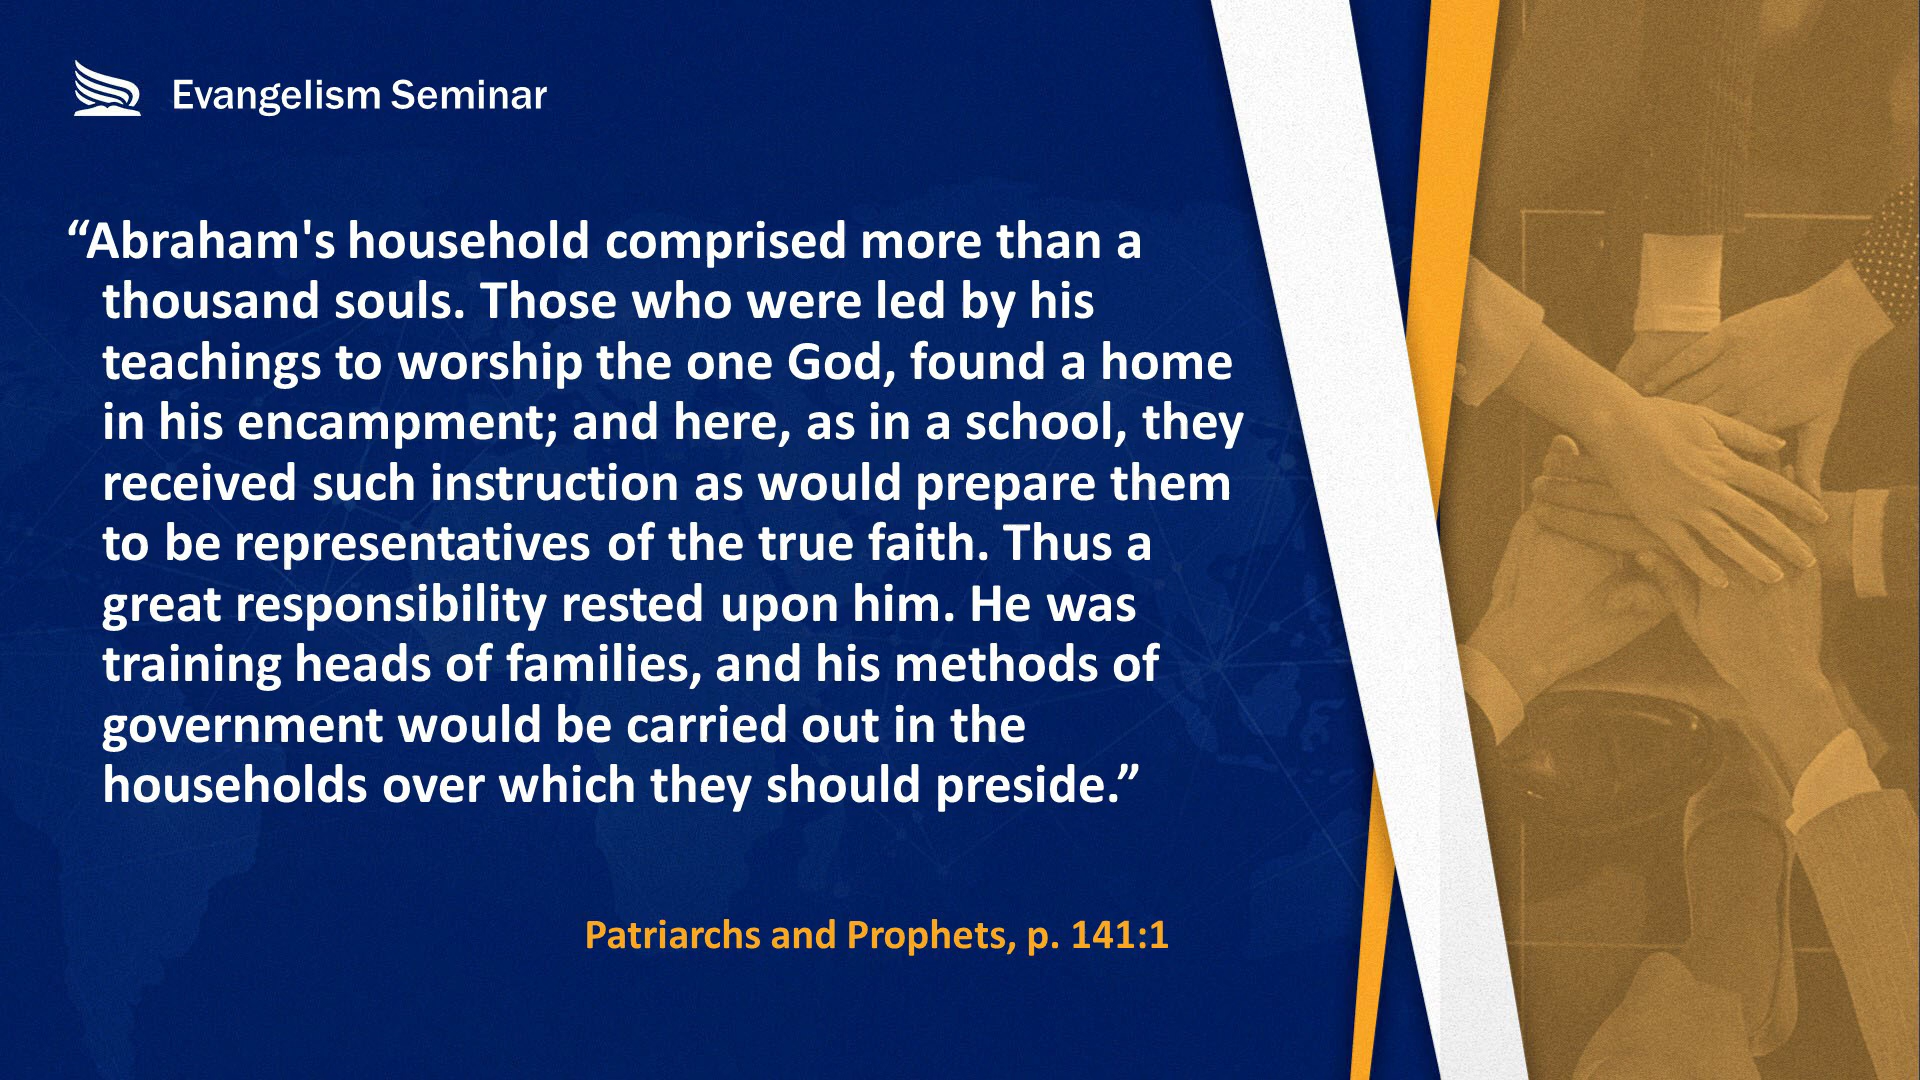 Evangelism Seminar
“Abraham's household comprised more than a
thousand souls. Those who were led by his
teachings to worship the one God, found a home
in his encampment; and here, as in a school, they
received such instruction as would prepare them
to be representatives of the true faith. Thus a
great responsibility rested upon him. He was
training heads of families, and his methods of
government would be carried out in the
households over which they should preside.”
Patriarchs and Prophets, p. 141:1